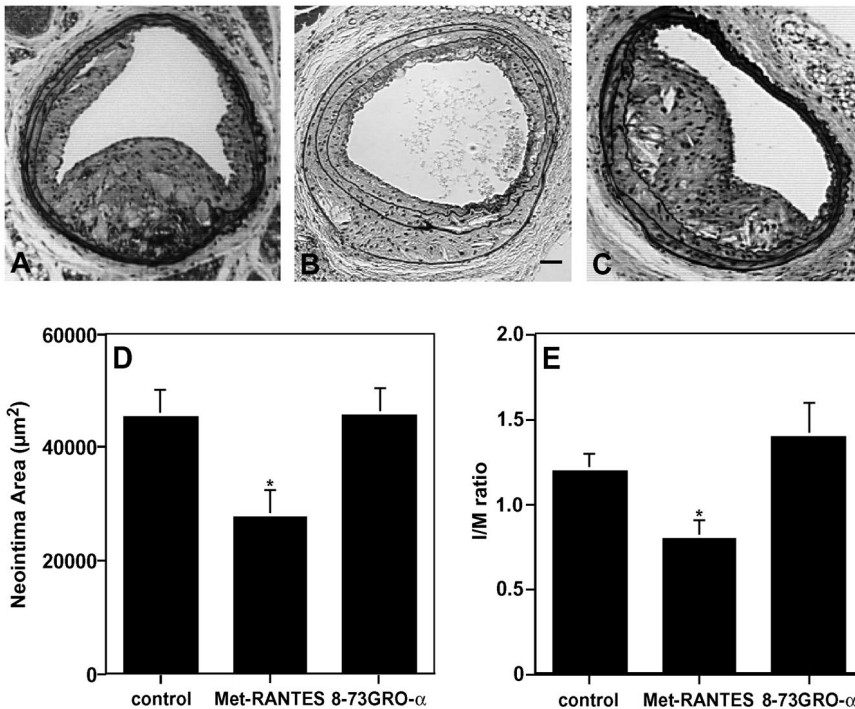 A
B
C
D
60000
40000
20000
0
Neointima Area (µm²)
control
Met-RANTES
8-73GRO-α
E
2.0
1.5
1.0
0.5
0
I/M ratio
control
Met-RANTES
8-73GRO-α
*
*